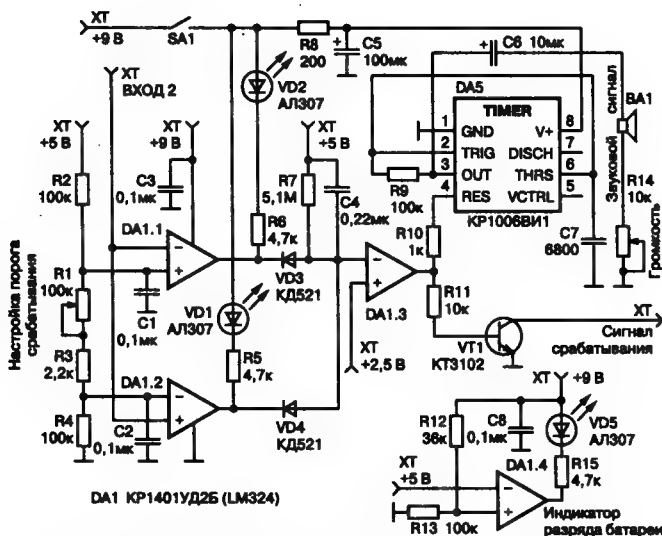 XT
+9 В
SA1
R8
200
C5
100мк
C6 10мк
XT
ВХОД 2
VD2
АЛ307
DA5
TIMER
1 GND
2 TRIG
3 OUT
4 RES
V+ 8
DISCH 7
THRS 6
VCTRL 5
КР1006ВИ1
BA1
Звуковой сигнал
R14
10к
Громкость
XT
+5 В
XT
+9 В
XT
+5 В
R2
100к
C3
0,1мк
R7
5,1М
C4
0,22мк
R9
100к
R6
4,7к
DA1.1
VD3
КД521
R10
1к
C7
6800
Настройка порога
срабатывания
R1
100к
C1
0,1мк
VD1
АЛ307
DA1.3
R11
10к
XT
Сигнал
срабатывания
R3
2,2к
DA1.2
R5
4,7к
XT
+2,5 В
VT1
КТ3102
R4
100к
C2
0,1мк
VD4
КД521
XT
+9 В
R12
36к
C8
0,1мк
VD5
АЛ307
XT
+5 В
DA1.4
R15
4,7к
R13 100к
Индикатор
разряда батареи
DA1 КР1401УД2Б (LM324)